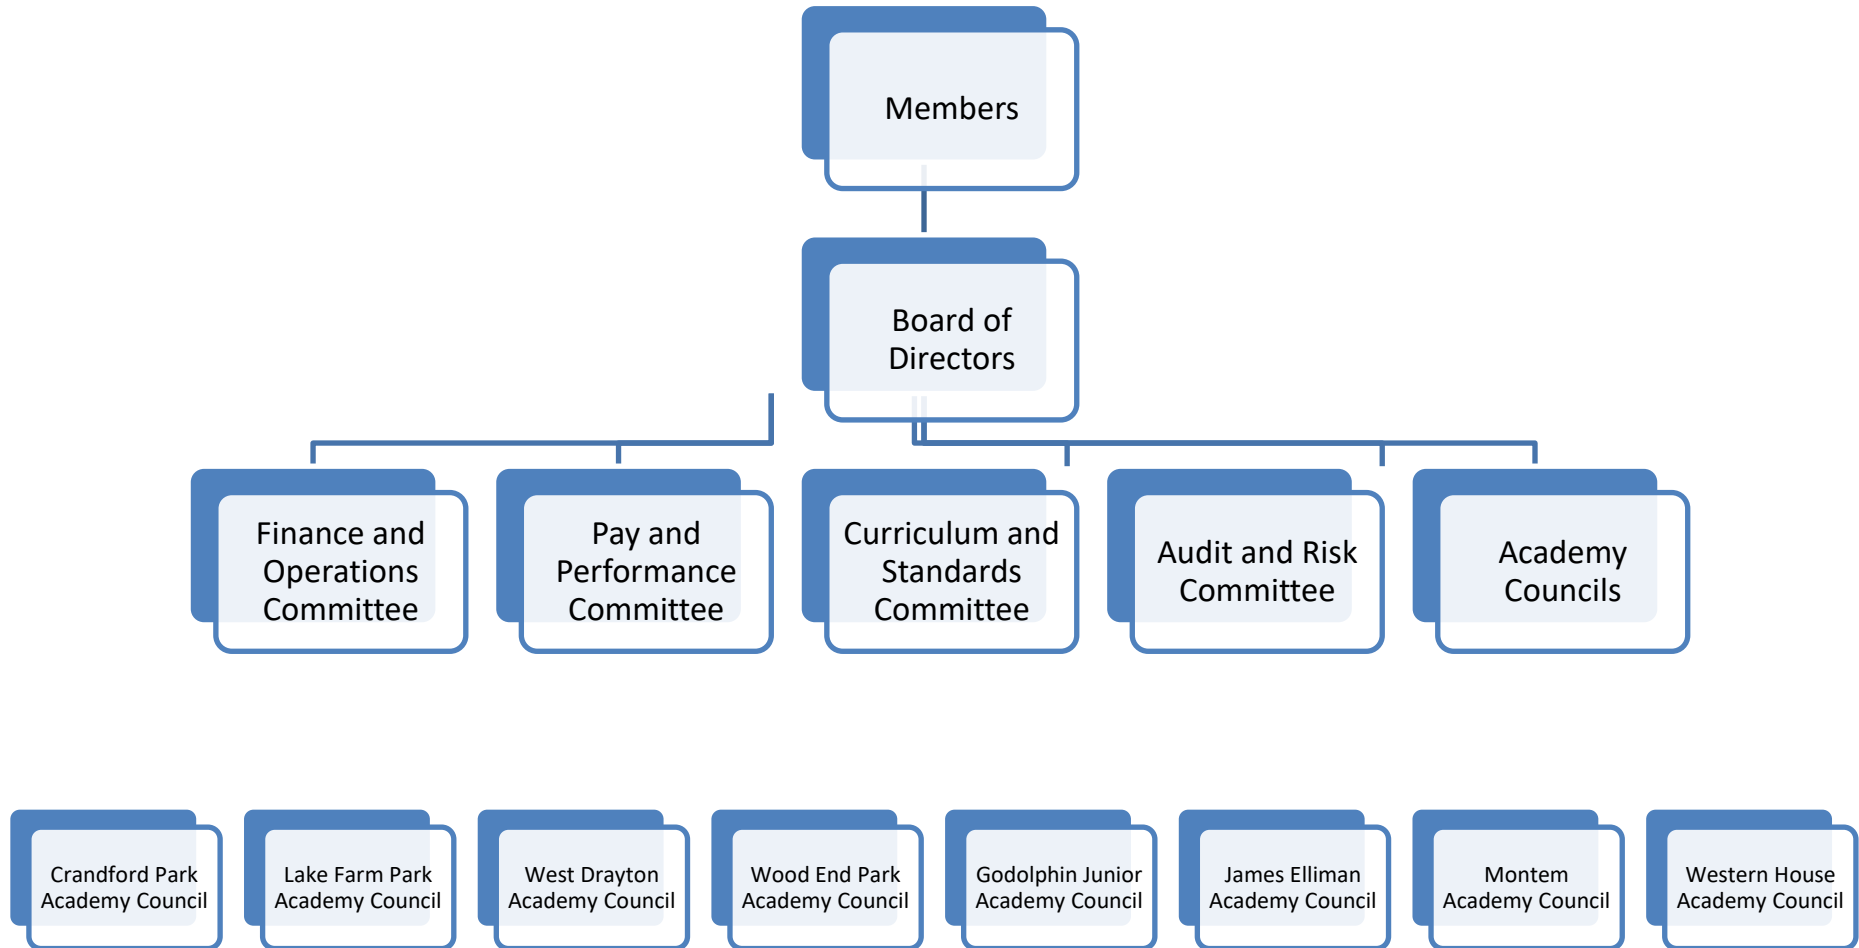 Members
Board of
Directors
Finance and
Operations
Committee
Pay and
Performance
Committee
Curriculum and
Standards
Committee
Audit and Risk
Committee
Academy
Councils
Crandford Park
Academy Council
Lake Farm Park
Academy Council
West Drayton
Academy Council
Wood End Park
Academy Council
Godolphin Junior
Academy Council
James Elliman
Academy Council
Montem
Academy Council
Western House
Academy Council